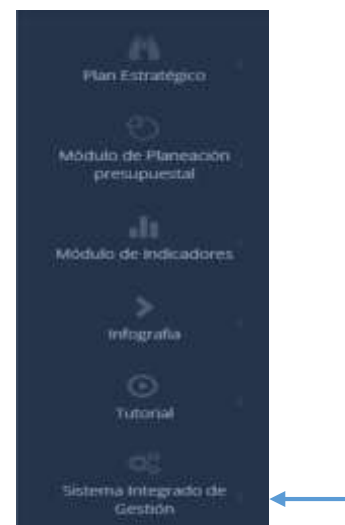 Plan Estratégico
Módulo de Planeación
presupuestal
Módulo de Indicadores
Infografía
Tutorial
Sistema Integrado de
Gestión